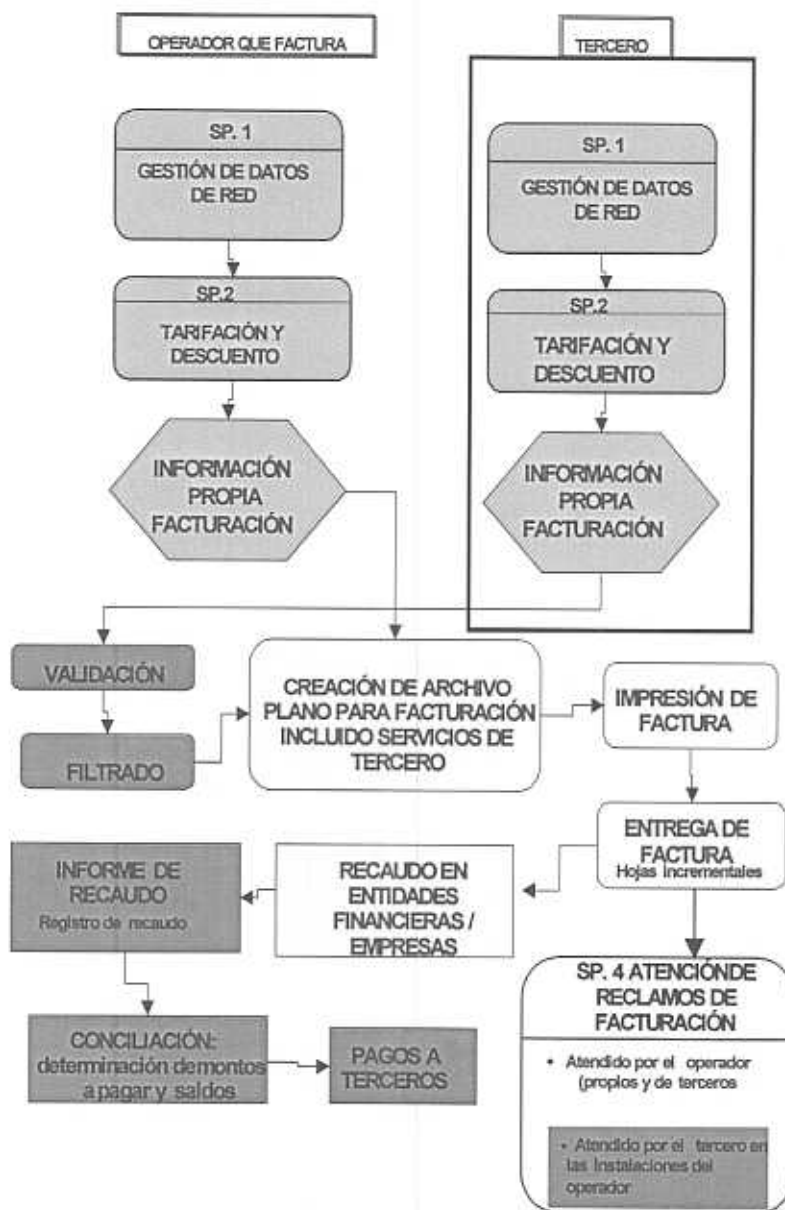 OPERADOR QUE FACTURA
TERCERO
SP. 1
GESTIÓN DE DATOS
DE RED
SP. 1
GESTIÓN DE DATOS
DE RED
SP.2
TARIFACIÓN Y
DESCUENTO
SP.2
TARIFACIÓN Y
DESCUENTO
INFORMACIÓN
PROPIA
FACTURACIÓN
INFORMACIÓN
PROPIA
FACTURACIÓN
VALIDACIÓN
FILTRADO
CREACIÓN DE ARCHIVO
PLANO PARA FACTURACIÓN
INCLUIDO SERVICIOS DE
TERCERO
IMPRESIÓN DE
FACTURA
ENTREGA DE
FACTURA
Hojas incrementales
RECAUDO EN
ENTIDADES
FINANCIERAS /
EMPRESAS
INFORME DE
RECAUDO
Registro de recaudo
CONCILIACIÓN:
determinación demontos
a pagar y saldos
PAGOS A
TERCEROS
SP. 4 ATENCIÓNDE
RECLAMOS DE
FACTURACIÓN
• Atendido por el operador
(propios y de terceros
• Atendido por el tercero en
las Instalaciones del
operador